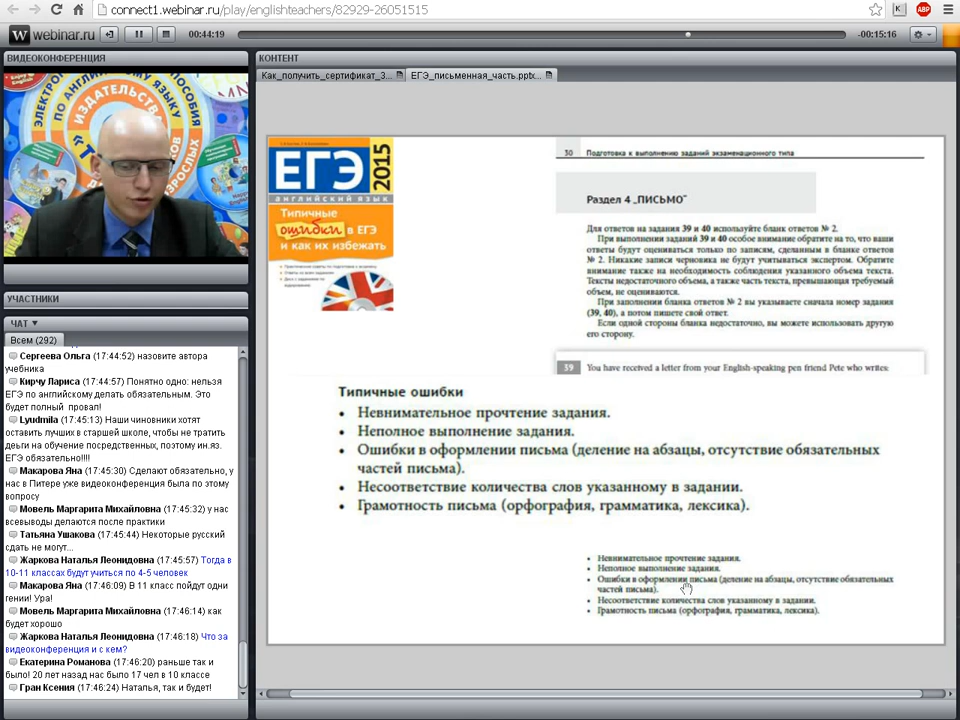 connect1.webinar.ru/play/englishteachers/82929-26051515
K
ABP
W webinar.ru
00:44:19
-00:15:16
ВИДЕОКОНФЕРЕНЦИЯ
ИЗДАТЕЛЬСТВО
УЧАСТНИКИ
ЧАТ
Всем (292)
Сергеева Ольга (17:44:52) назовите автора
учебника
Кирчу Лариса (17:44:57) Понятно одно: нельзя
ЕГЭ по английскому делать обязательным. Это
будет полный провал!
Lyudmila (17:45:13) Наши чиновники хотят
оставить лучших в старшей школе, чтобы не тратить
деьги на обучение посредственных, поэтому ин.яз.
ЕГЭ обязательно!!!!
Макарова Яна (17:45:30) Сделают обязательно, у
нас в Питере уже видеоконференция была по этому
вопросу
Мовель Маргарита Михайловна (17:45:32) у нас
всевыводы делаются после практики
Татьяна Ушакова (17:45:44) Некоторые русский
сдать не могут...
Жаркова Наталья Леонидовна (17:45:57) Тогда в
10-11 классах будут учиться по 4-5 человек
Макарова Яна (17:46:09) В 11 класс пойдут одни
гении! Ура!
Мовель Маргарита Михайловна (17:46:14) как
будет хорошо
Жаркова Наталья Леонидовна (17:46:18) Что за
видеоконференция и с кем?
Екатерина Романова (17:46:20) раньше так и
было! 20 лет назад нас было 17 чел в 10 классе
Гран Ксения (17:46:24) Наталья, так и будет!
КОНТЕНТ
Как_получить_сертификат_3...
ЕГЭ_письменная_часть.pptx...
ЕГЭ 2015
АНГЛИЙСКИЙ ЯЗЫК
Типичные
ошибки в ЕГЭ
и как их избежать
30 Подготовка к выполнению заданий экзаменационного типа
Раздел 4 „ПИСЬМО“
Для ответов на задания 39 и 40 используйте бланк ответов № 2.
При выполнении заданий 39 и 40 особое внимание обратите на то, что ваши
ответы будут оцениваться только по записям, сделанным в бланке ответов
№ 2. Никакие записи черновика не будут учитываться экспертом. Обратите
внимание также на необходимость соблюдения указанного объема текста.
Тексты недостаточного объема, а также часть текста, превышающая требуемый
объем, не оцениваются.
При заполнении бланка ответов № 2 вы указываете сначала номер задания
(39, 40), а потом пишете свой ответ.
Если одной стороны бланка недостаточно, вы можете использовать другую
его сторону.
39 You have received a letter from your English-speaking pen friend Pete who writes:
Типичные ошибки
• Невнимательное прочтение задания.
• Неполное выполнение задания.
• Ошибки в оформлении письма (деление на абзацы, отсутствие обязательных
частей письма).
• Несоответствие количества слов указанному в задании.
• Грамотность письма (орфография, грамматика, лексика).
• Невнимательное прочтение задания.
• Неполное выполнение задания.
• Ошибки в оформлении письма (деление на абзацы, отсутствие обязательных
частей письма).
• Несоответствие количества слов указанному в задании.
• Грамотность письма (орфография, грамматика, лексика).